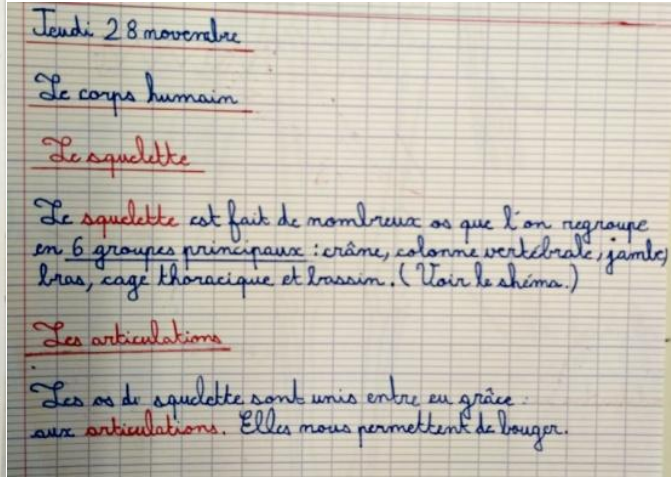 Jeudi 28 novembre
Le corps humain
Le squelette
Le squelette est fait de nombreux os que l'on regroupe
en 6 groupes principaux : crâne, colonne vertébrale, jambe,
bras, cage thoracique et bassin. (Voir le shéma.)
Les articulations
Les os du squelette sont unis entre eu grâce
aux articulations. Elles nous permettent de bouger.